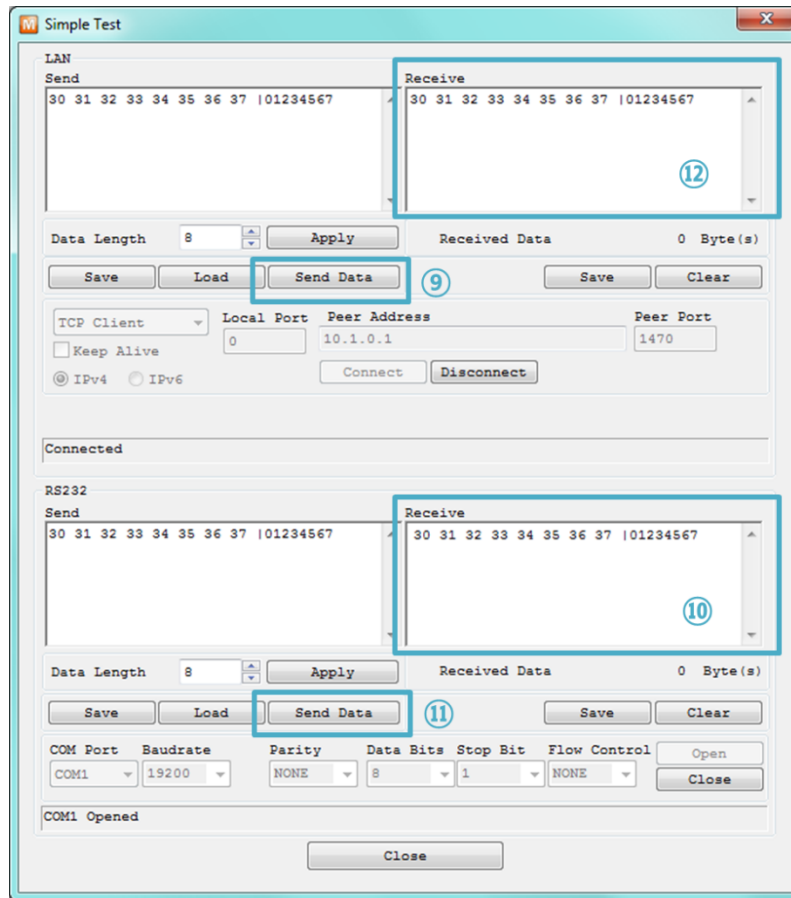 M Simple Test
LAN
Send
Receive
30 31 32 33 34 35 36 37 |01234567
30 31 32 33 34 35 36 37 |01234567
⑫
Data Length 8 Apply
Received Data 0 Byte(s)
Save Load Send Data ⑨
Save Clear
TCP Client
Local Port Peer Address Peer Port
0 10.1.0.1 1470
Keep Alive
IPv4 IPv6
Connect Disconnect
Connected
RS232
Send
Receive
30 31 32 33 34 35 36 37 |01234567
30 31 32 33 34 35 36 37 |01234567
⑩
Data Length 8 Apply
Received Data 0 Byte(s)
Save Load Send Data ⑪
Save Clear
COM Port Baudrate Parity Data Bits Stop Bit Flow Control Open
COM1 19200 NONE 8 1 NONE Close
COM1 Opened
Close